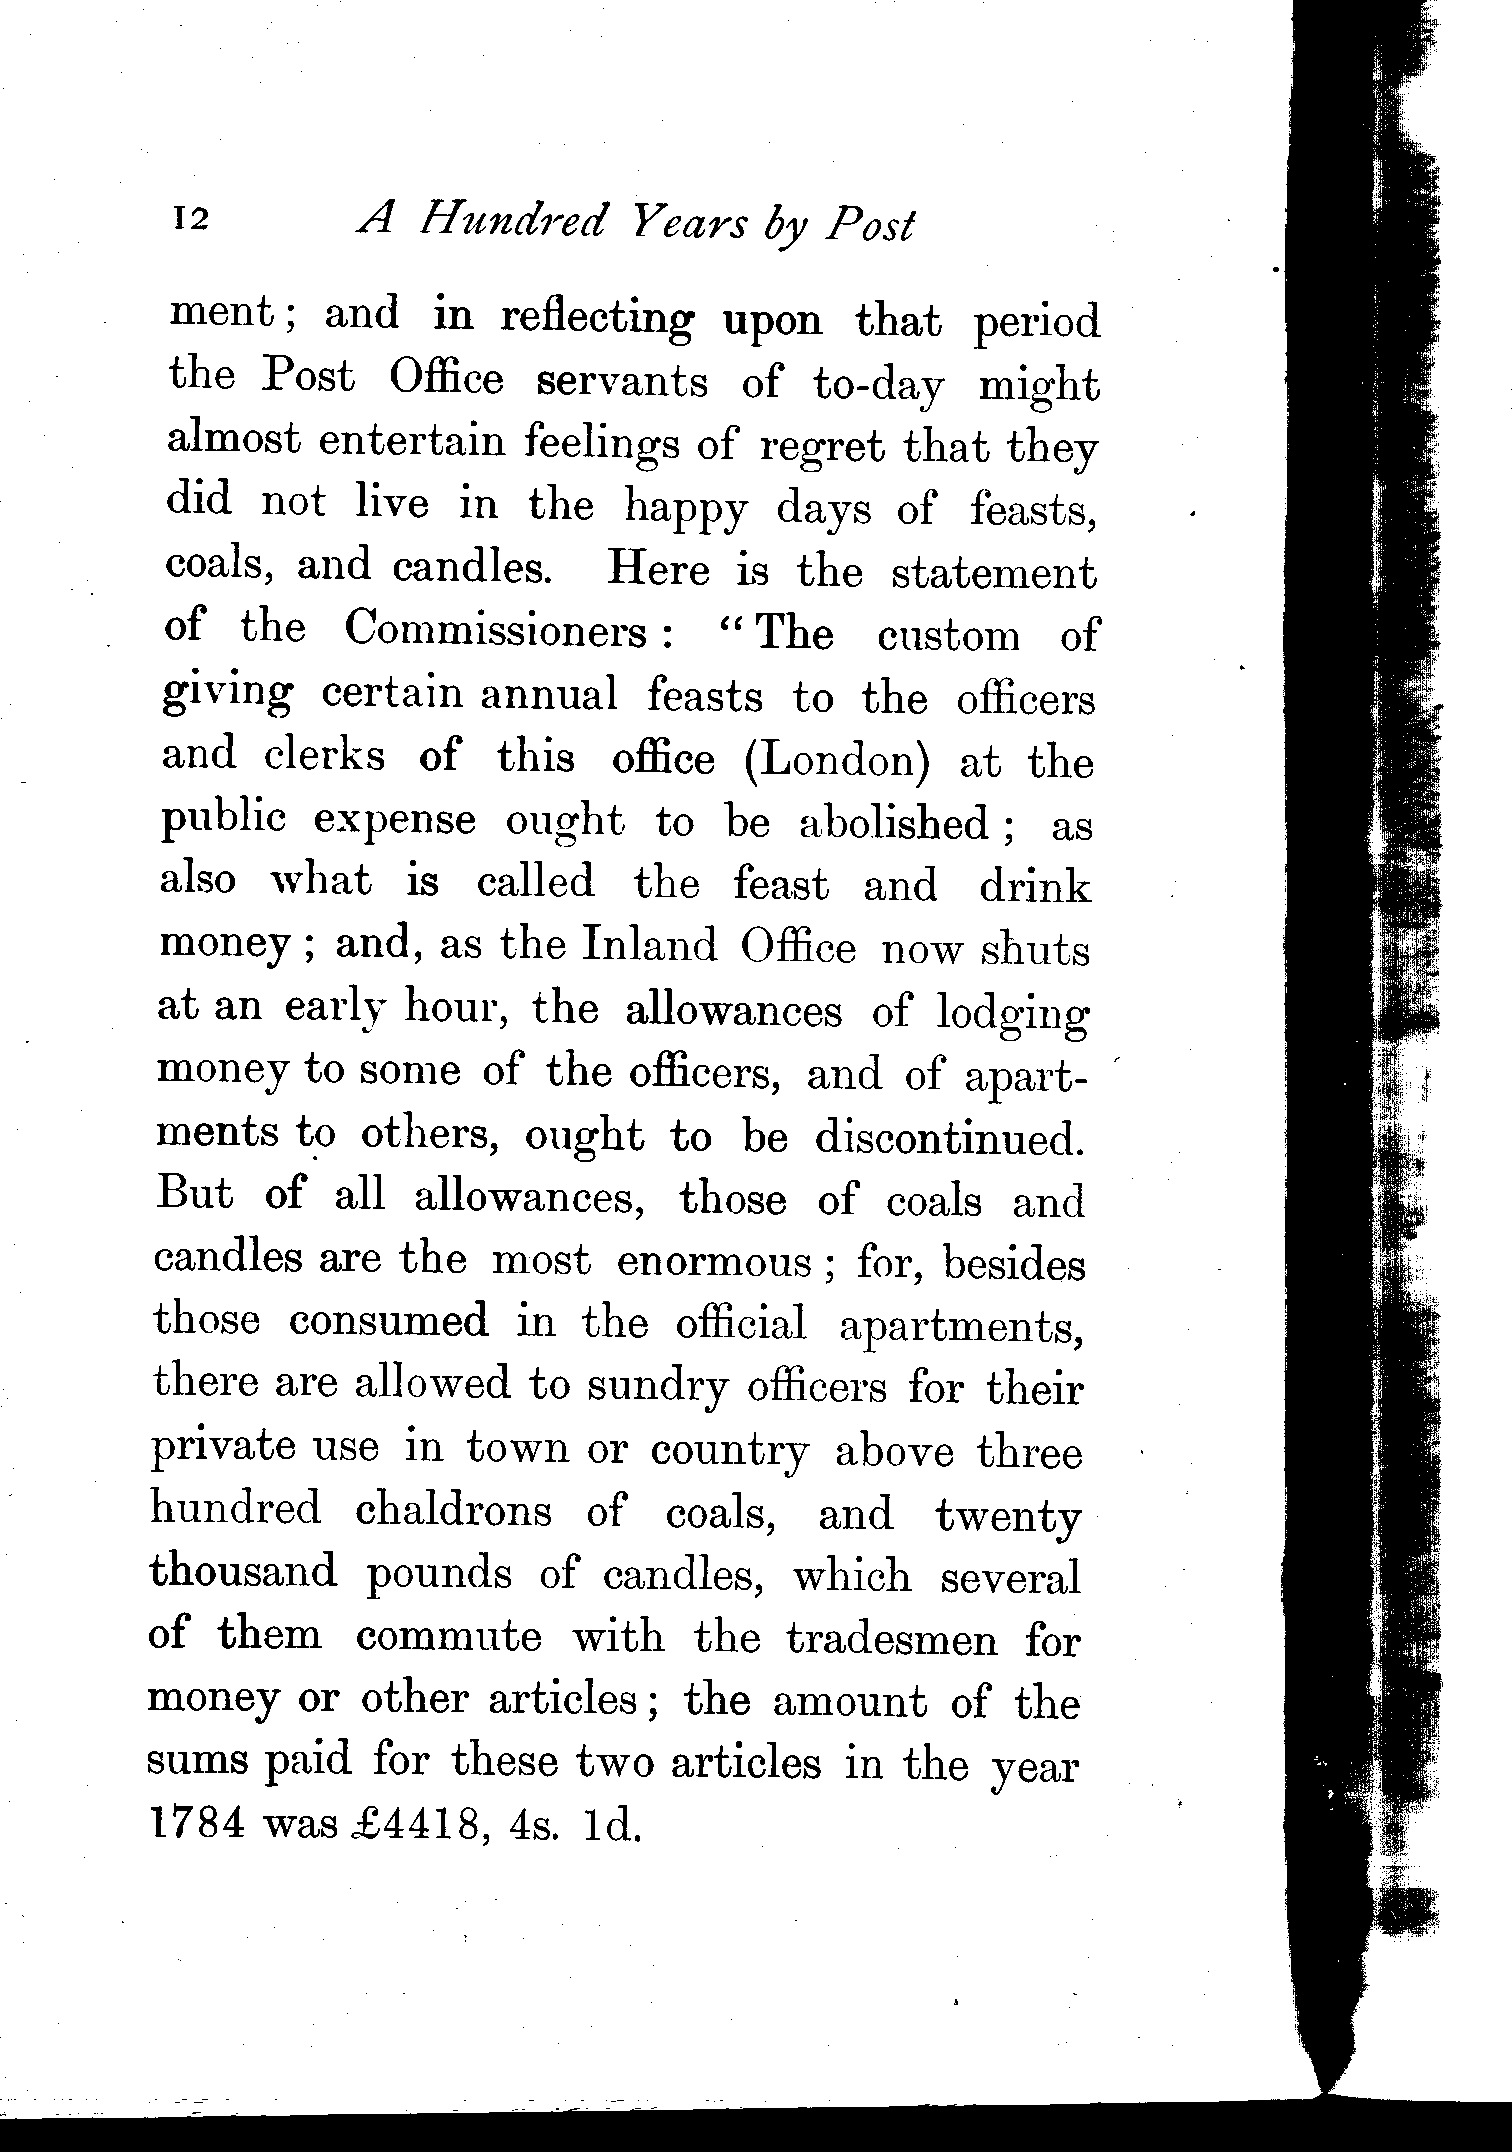 12 A Hundred Years by Post
ment; and in reflecting upon that period
the Post Office servants of to-day might
almost entertain feelings of regret that they
did not live in the happy days of feasts,
coals, and candles. Here is the statement
of the Commissioners: “The custom of
giving certain annual feasts to the officers
and clerks of this office (London) at the
public expense ought to be abolished; as
also what is called the feast and drink
money; and, as the Inland Office now shuts
at an early hour, the allowances of lodging
money to some of the officers, and of apart-
ments to others, ought to be discontinued.
But of all allowances, those of coals and
candles are the most enormous; for, besides
those consumed in the official apartments,
there are allowed to sundry officers for their
private use in town or country above three
hundred chaldrons of coals, and twenty
thousand pounds of candles, which several
of them commute with the tradesmen for
money or other articles; the amount of the
sums paid for these two articles in the year
1784 was £4418, 4s. 1d.